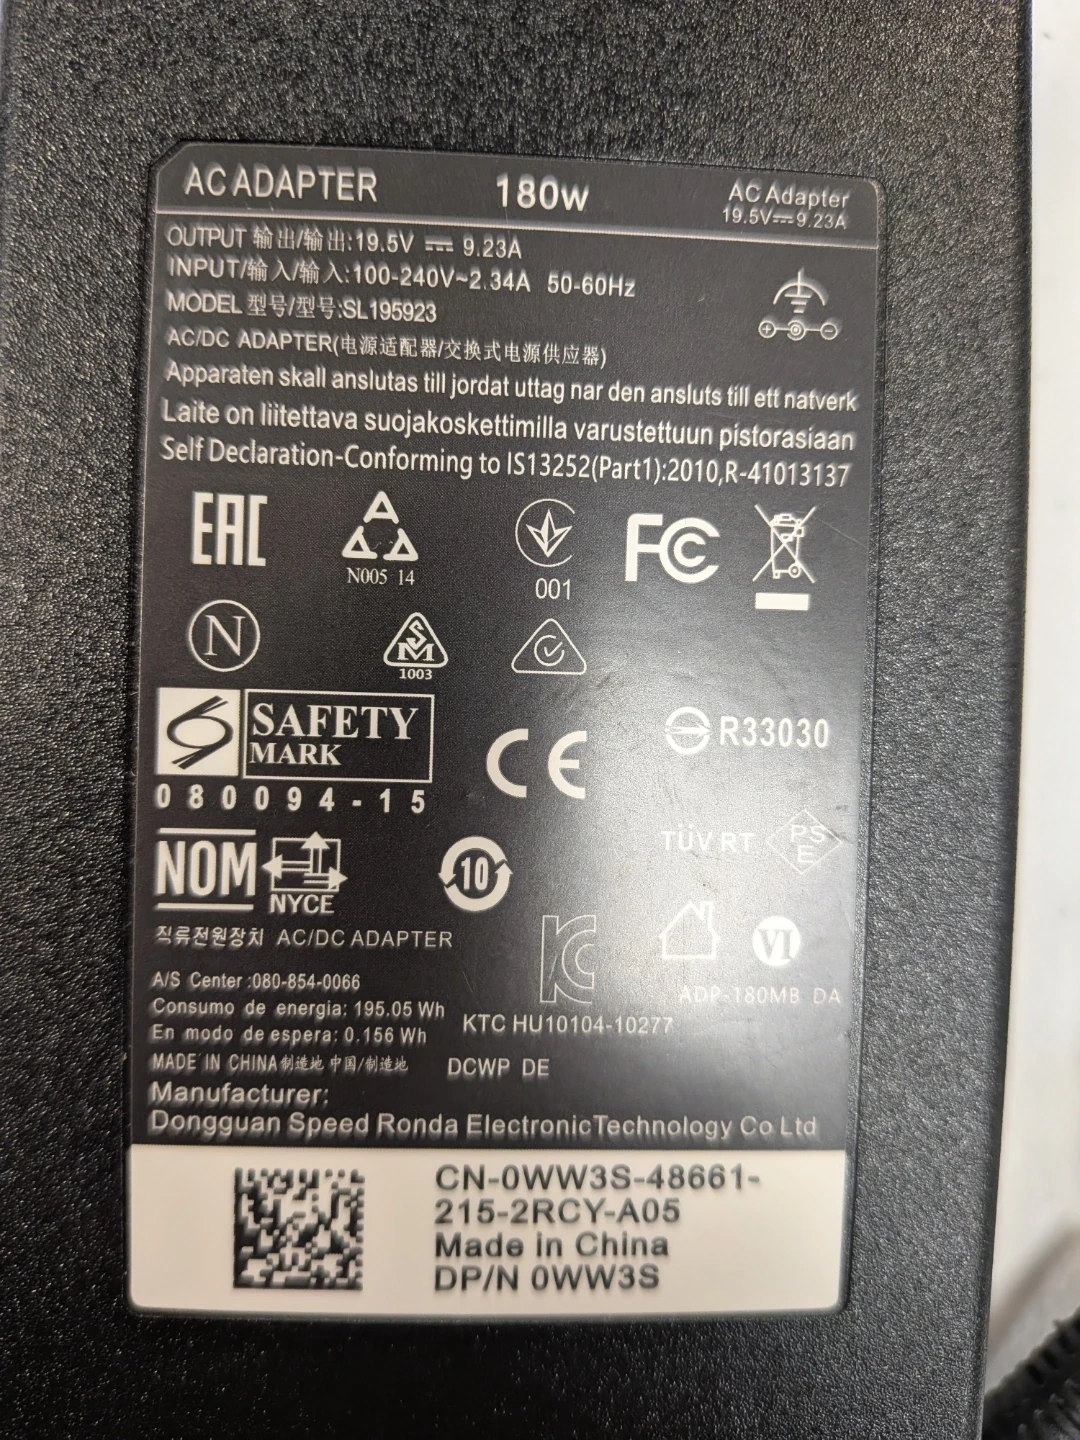 AC ADAPTER 180W AC Adapter
19.5V⎓9.23A
OUTPUT 输出/输出:19.5V ⎓ 9.23A
INPUT/输入/输入:100-240V~2.34A 50-60Hz
MODEL 型号/型号:SL195923
AC/DC ADAPTER(电源适配器/交换式电源供应器)
Apparaten skall anslutas till jordat uttag nar den ansluts till ett natverk
Laite on liitettava suojakoskettimilla varustettuun pistorasiaan
Self Declaration-Conforming to IS13252(Part1):2010,R-41013137
EAC
N005 14
001
FC
N
SM
1003
SAFETY
MARK
080094-15
CE
R33030
TÜV RT
PS
E
NOM
NYCE
10
직류전원장치 AC/DC ADAPTER
KC
VI
A/S Center :080-854-0066
Consumo de energia: 195.05 Wh
En modo de espera: 0.156 Wh
ADP-180MB DA
KTC HU10104-10277
MADE IN CHINA 制造地 中国/制造地
DCWP DE
Manufacturer:
Dongguan Speed Ronda ElectronicTechnology Co Ltd
CN-0WW3S-48661-
215-2RCY-A05
Made in China
DP/N 0WW3S